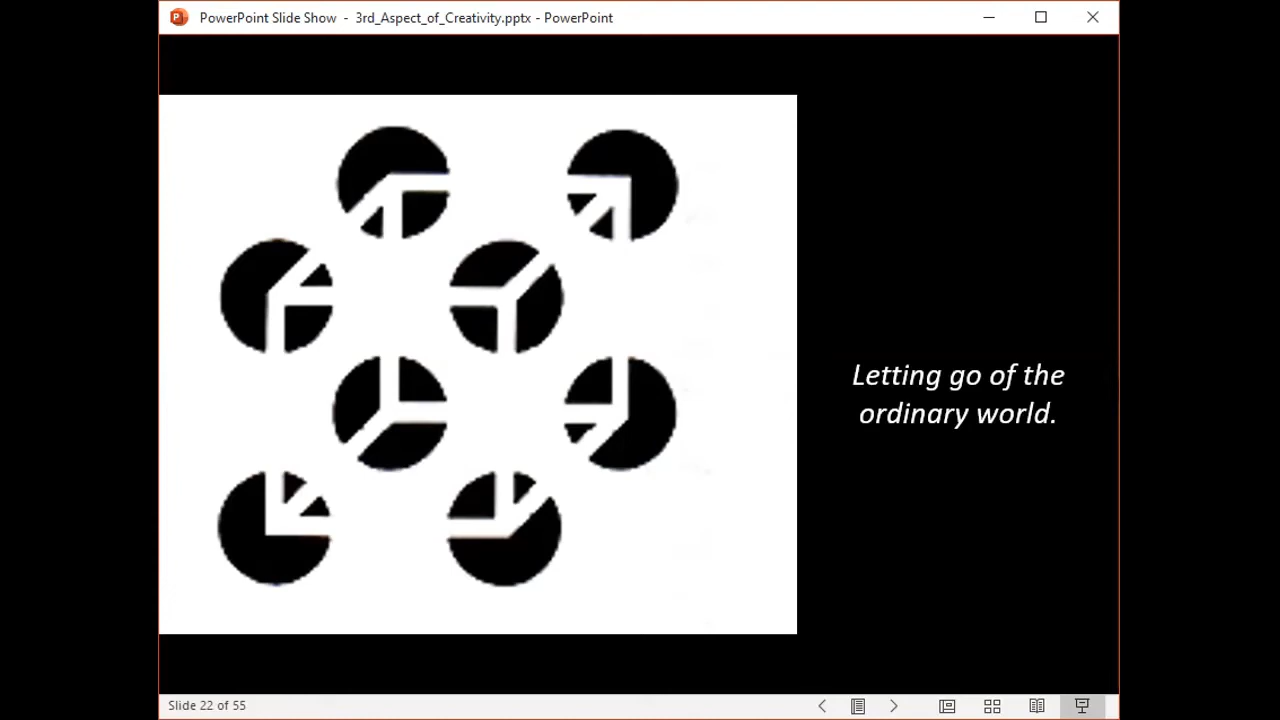 PowerPoint Slide Show - 3rd_Aspect_of_Creativity.pptx - PowerPoint
Letting go of the
ordinary world.
Slide 22 of 55